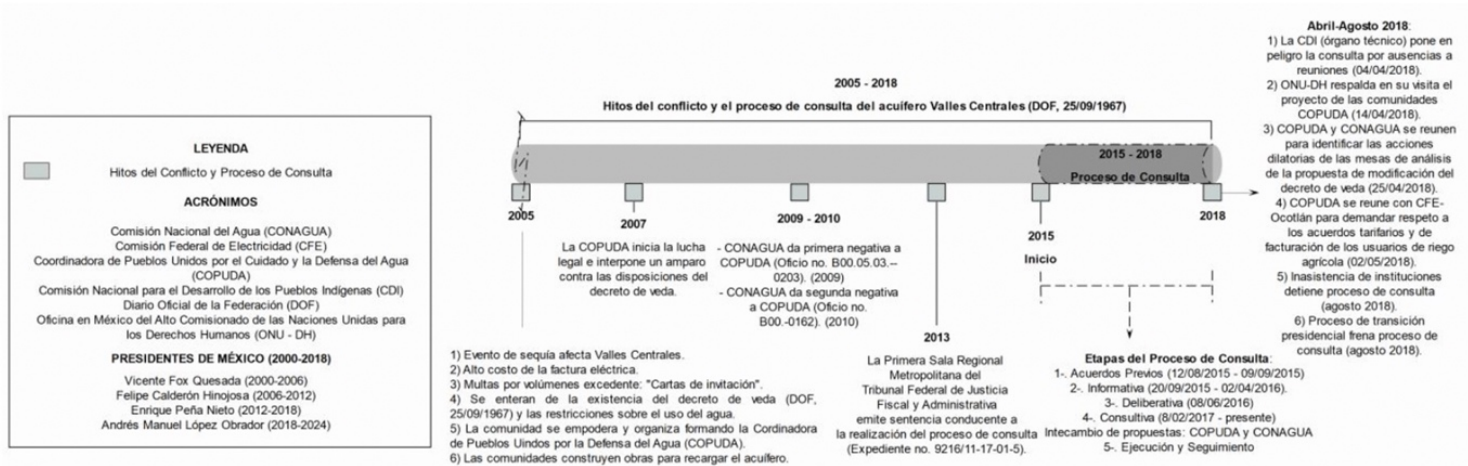 LEYENDA
Hitos del Conflicto y Proceso de Consulta
ACRÓNIMOS
Comisión Nacional del Agua (CONAGUA)
Comisión Federal de Electricidad (CFE)
Coordinadora de Pueblos Unidos por el Cuidado y la Defensa del Agua
(COPUDA)
Comisión Nacional para el Desarrollo de los Pueblos Indígenas (CDI)
Diario Oficial de la Federación (DOF)
Oficina en México del Alto Comisionado de las Naciones Unidas para
los Derechos Humanos (ONU - DH)
PRESIDENTES DE MÉXICO (2000-2018)
Vicente Fox Quesada (2000-2006)
Felipe Calderón Hinojosa (2006-2012)
Enrique Peña Nieto (2012-2018)
Andrés Manuel López Obrador (2018-2024)
2005 - 2018
Hitos del conflicto y el proceso de consulta del acuífero Valles Centrales (DOF, 25/09/1967)
2015 - 2018
Proceso de Consulta
2005
1) Evento de sequía afecta Valles Centrales.
2) Alto costo de la factura eléctrica.
3) Multas por volúmenes excedente: "Cartas de invitación".
4) Se enteran de la existencia del decreto de veda (DOF,
25/09/1967) y las restricciones sobre el uso del agua.
5) La comunidad se empodera y organiza formando la Cordinadora
de Pueblos Uindos por la Defensa del Agua (COPUDA).
6) Las comunidades construyen obras para recargar el acuífero.
2007
La COPUDA inicia la lucha
legal e interpone un amparo
contra las disposiciones del
decreto de veda.
2009 - 2010
- CONAGUA da primera negativa a
COPUDA (Oficio no. B00.05.03.--
0203). (2009)
- CONAGUA da segunda negativa
a COPUDA (Oficio no.
B00.-0162). (2010)
2013
La Primera Sala Regional
Metropolitana del
Tribunal Federal de Justicia
Fiscal y Administrativa
emite sentencia conducente a
la realización del proceso de consulta
(Expediente no. 9216/11-17-01-5).
2015
Inicio
2018
Etapas del Proceso de Consulta:
1-. Acuerdos Previos (12/08/2015 - 09/09/2015)
2-. Informativa (20/09/2015 - 02/04/2016).
3-. Deliberativa (08/06/2016)
4-. Consultiva (8/02/2017 - presente)
Intecambio de propuestas: COPUDA y CONAGUA
5-. Ejecución y Seguimiento
Abril-Agosto 2018:
1) La CDI (órgano técnico) pone en
peligro la consulta por ausencias a
reuniones (04/04/2018).
2) ONU-DH respalda en su visita el
proyecto de las comunidades
COPUDA (14/04/2018).
3) COPUDA y CONAGUA se reunen
para identificar las acciones
dilatorias de las mesas de análisis
de la propuesta de modificación del
decreto de veda (25/04/2018).
4) COPUDA se reune con CFE-
Ocotlán para demandar respeto a
los acuerdos tarifarios y de
facturación de los usuarios de riego
agrícola (02/05/2018).
5) Inasistencia de instituciones
detiene proceso de consulta
(agosto 2018).
6) Proceso de transición
presidencial frena proceso de
consulta (agosto 2018).